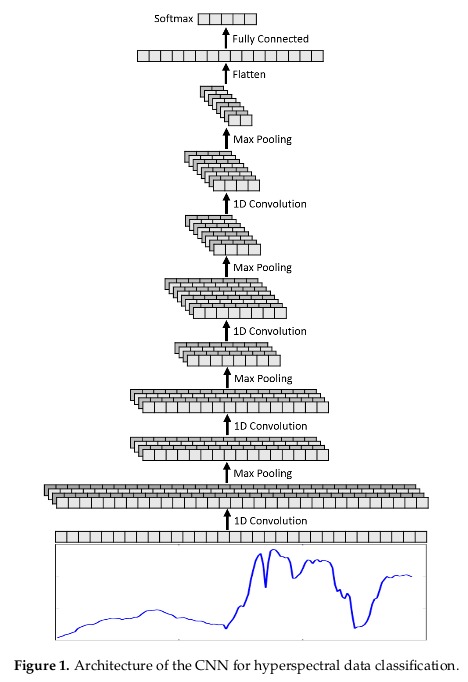 Softmax
Fully Connected
Flatten
Max Pooling
1D Convolution
Max Pooling
1D Convolution
Max Pooling
1D Convolution
Max Pooling
1D Convolution
Figure 1. Architecture of the CNN for hyperspectral data classification.